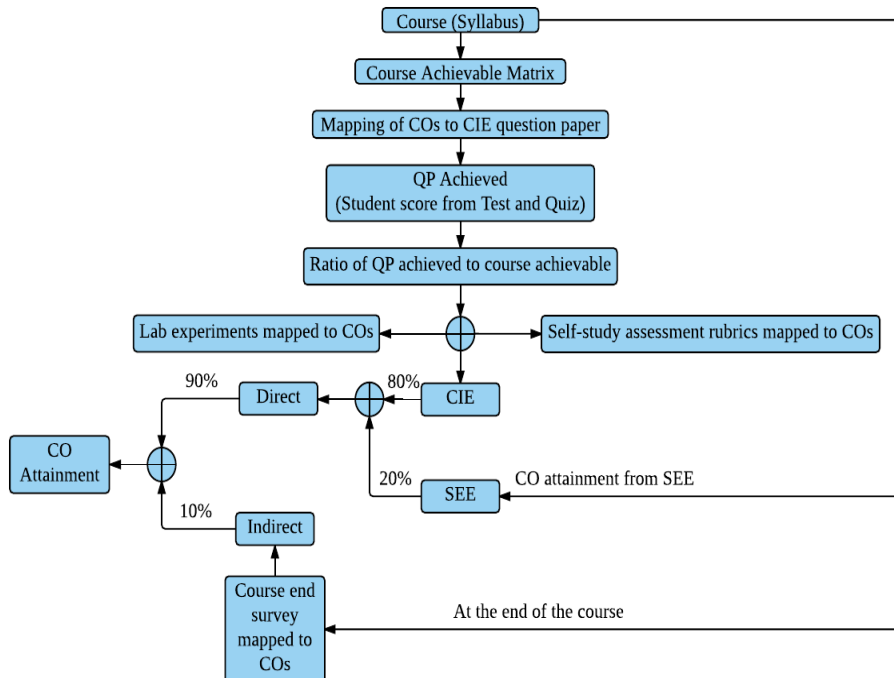 Course (Syllabus)
Course Achievable Matrix
Mapping of COs to CIE question paper
QP Achieved
(Student score from Test and Quiz)
Ratio of QP achieved to course achievable
Lab experiments mapped to COs
Self-study assessment rubrics mapped to COs
90%
Direct
80%
CIE
CO
Attainment
20%
SEE
CO attainment from SEE
10%
Indirect
Course end
survey
mapped to
COs
At the end of the course